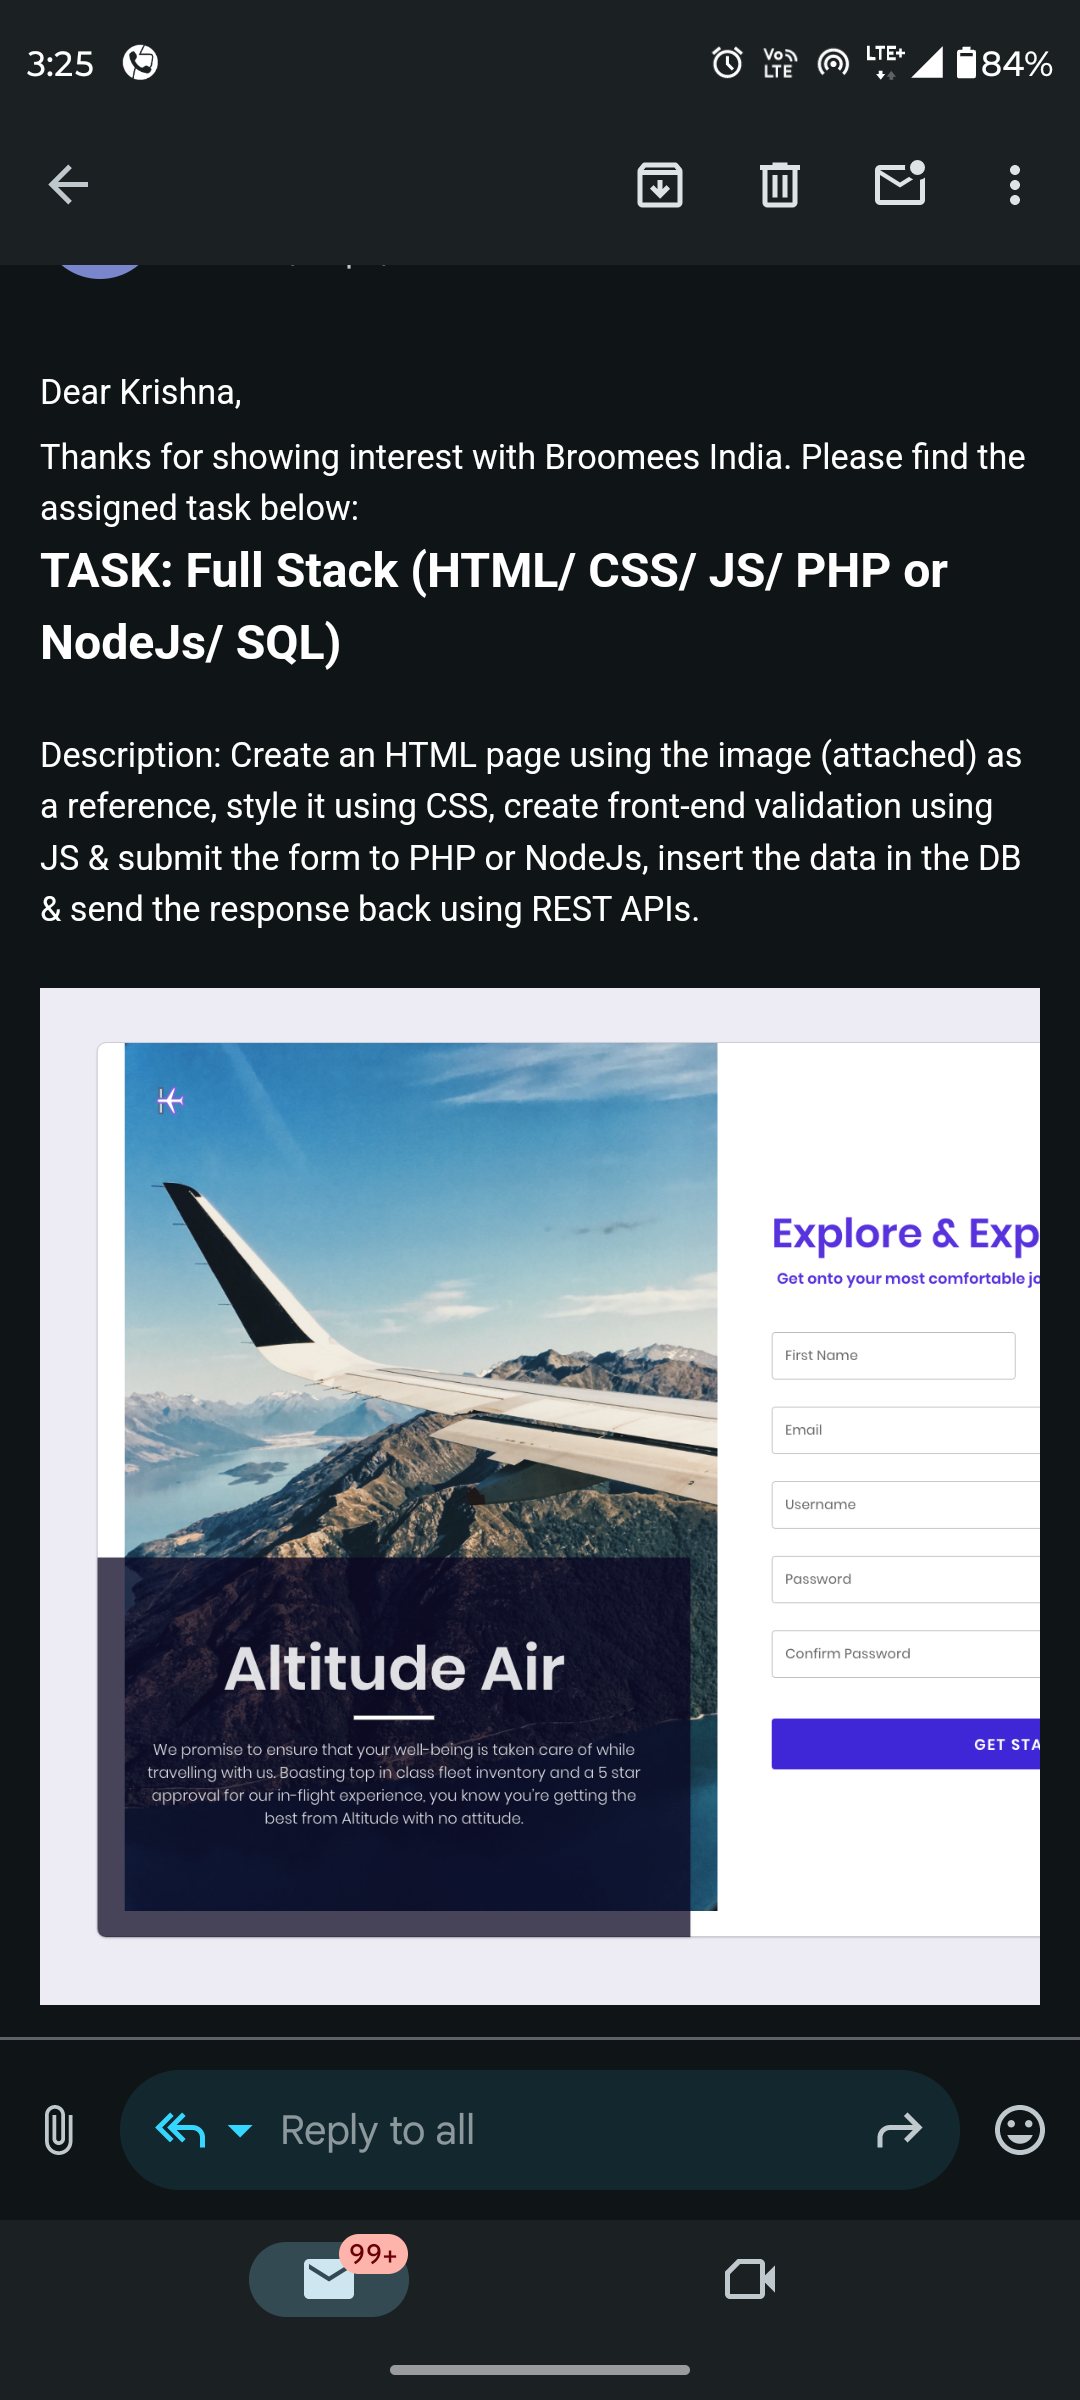 3:25
Vo LTE
LTE+
84%
Dear Krishna,
Thanks for showing interest with Broomees India. Please find the
assigned task below:
TASK: Full Stack (HTML/ CSS/ JS/ PHP or
NodeJs/ SQL)
Description: Create an HTML page using the image (attached) as
a reference, style it using CSS, create front-end validation using
JS & submit the form to PHP or NodeJs, insert the data in the DB
& send the response back using REST APIs.
Explore & Exp
Get onto your most comfortable jo
First Name
Email
Username
Password
Confirm Password
GET STA
Altitude Air
We promise to ensure that your well-being is taken care of while
travelling with us. Boasting top in class fleet inventory and a 5 star
approval for our in-flight experience, you know you're getting the
best from Altitude with no attitude.
Reply to all
99+